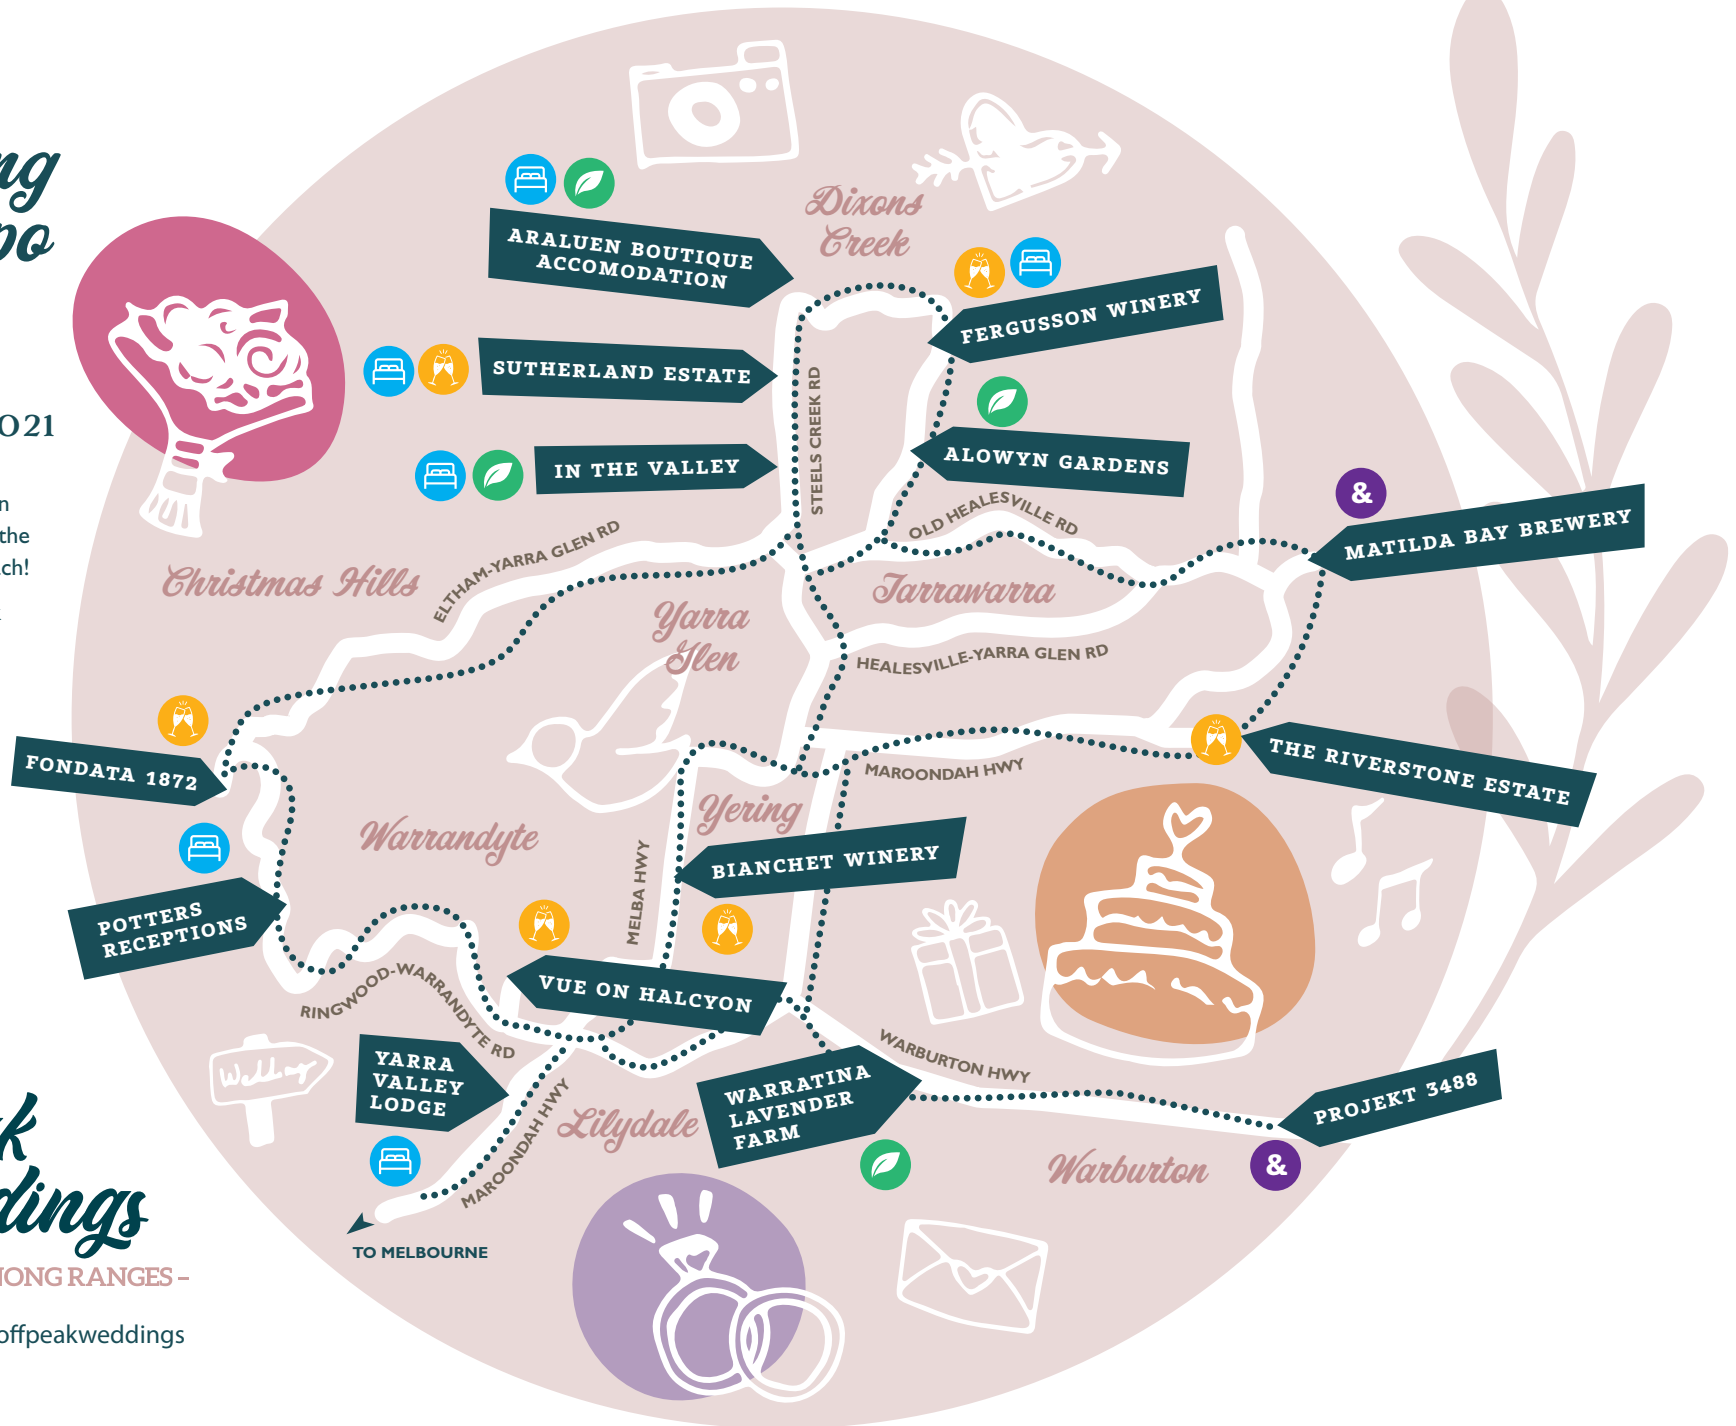 ng
po
021
n
the
ch!
Dixons
Creek
ARALUEN BOUTIQUE
ACCOMODATION
FERGUSSON WINERY
SUTHERLAND ESTATE
STEELS CREEK RD
IN THE VALLEY
ALOWYN GARDENS
OLD HEALESVILLE RD
&
MATILDA BAY BREWERY
ELTHAM-YARRA GLEN RD
Christmas Hills
Tarrawarra
Yarra
Glen
HEALESVILLE-YARRA GLEN RD
FONDATA 1872
MAROONDAH HWY
THE RIVERSTONE ESTATE
Warrandyte
Yering
BIANCHET WINERY
MELBA HWY
POTTERS
RECEPTIONS
VUE ON HALCYON
RINGWOOD-WARRANDYTE RD
Wedding
YARRA
VALLEY
LODGE
MAROONDAH HWY
Lilydale
WARBURTON HWY
WARRATINA
LAVENDER
FARM
PROJEKT 3488
Warburton
&
TO MELBOURNE
k
dings
NONG RANGES –
offpeakweddings